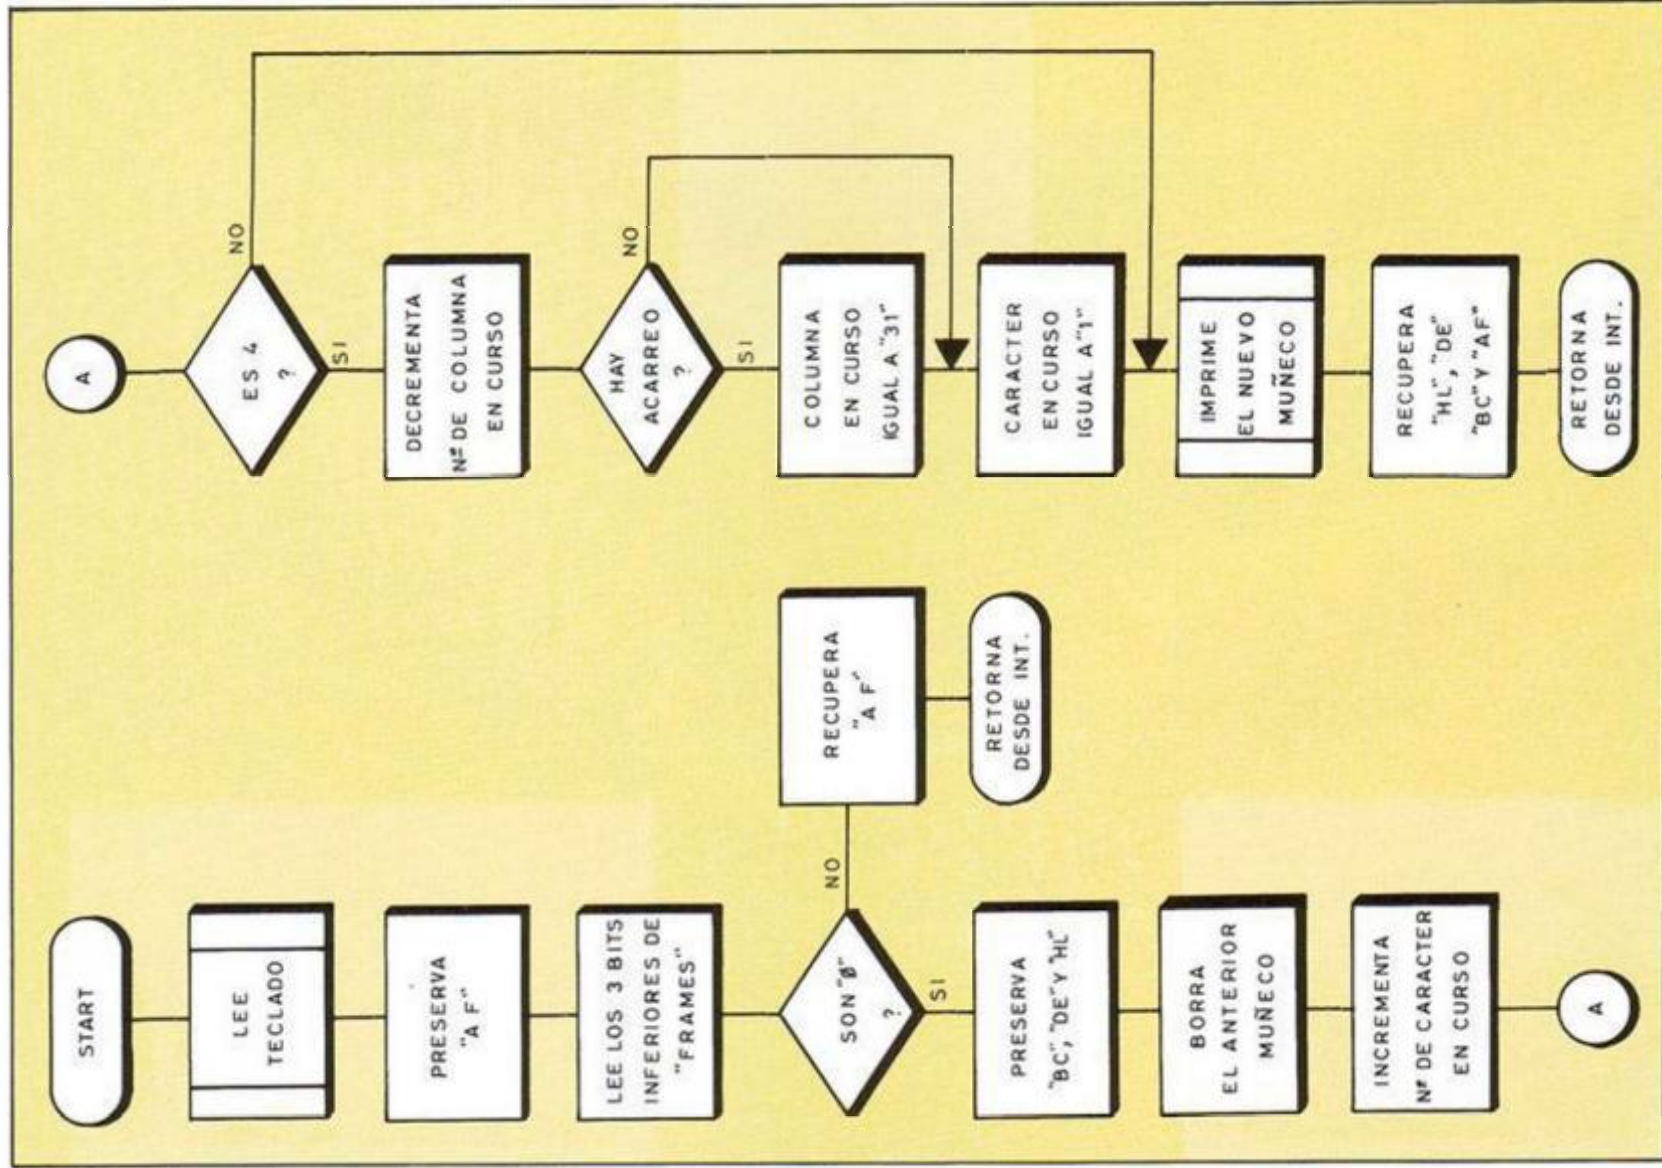 START
LEE
TECLADO
PRESERVA
"AF"
LEE LOS 3 BITS
INFERIORES DE
"FRAMES"
SON "Ø"
?
NO
SI
RECUPERA
"AF"
RETORNA
DESDE INT.
PRESERVA
"BC", "DE" Y "HL"
BORRA
EL ANTERIOR
MUÑECO
INCREMENTA
Nº DE CARACTER
EN CURSO
A
A
ES 4
?
NO
SI
DECREMENTA
Nº DE COLUMNA
EN CURSO
HAY
ACARREO
?
NO
SI
COLUMNA
EN CURSO
IGUAL A "31"
CARACTER
EN CURSO
IGUAL A "1"
IMPRIME
EL NUEVO
MUÑECO
RECUPERA
"HL", "DE"
"BC" Y "AF"
RETORNA
DESDE INT.